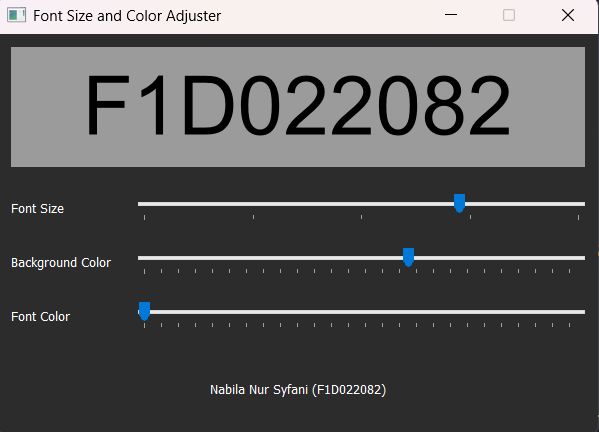 Font Size and Color Adjuster
F1D022082
Font Size
Background Color
Font Color
Nabila Nur Syfani (F1D022082)